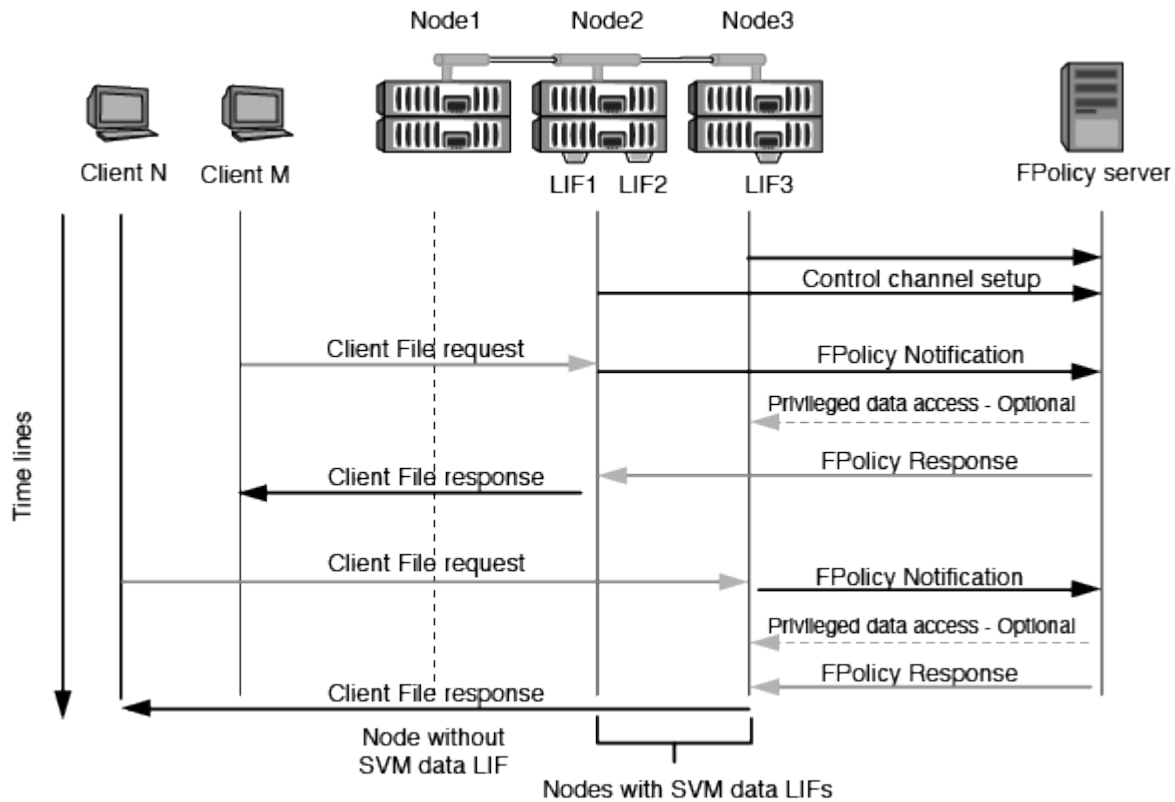 Node1
Node2
Node3
Client N
Client M
LIF1
LIF2
LIF3
FPolicy server
Control channel setup
Client File request
FPolicy Notification
Privileged data access - Optional
FPolicy Response
Client File response
Time lines
Client File request
FPolicy Notification
Privileged data access - Optional
FPolicy Response
Client File response
Node without
SVM data LIF
Nodes with SVM data LIFs